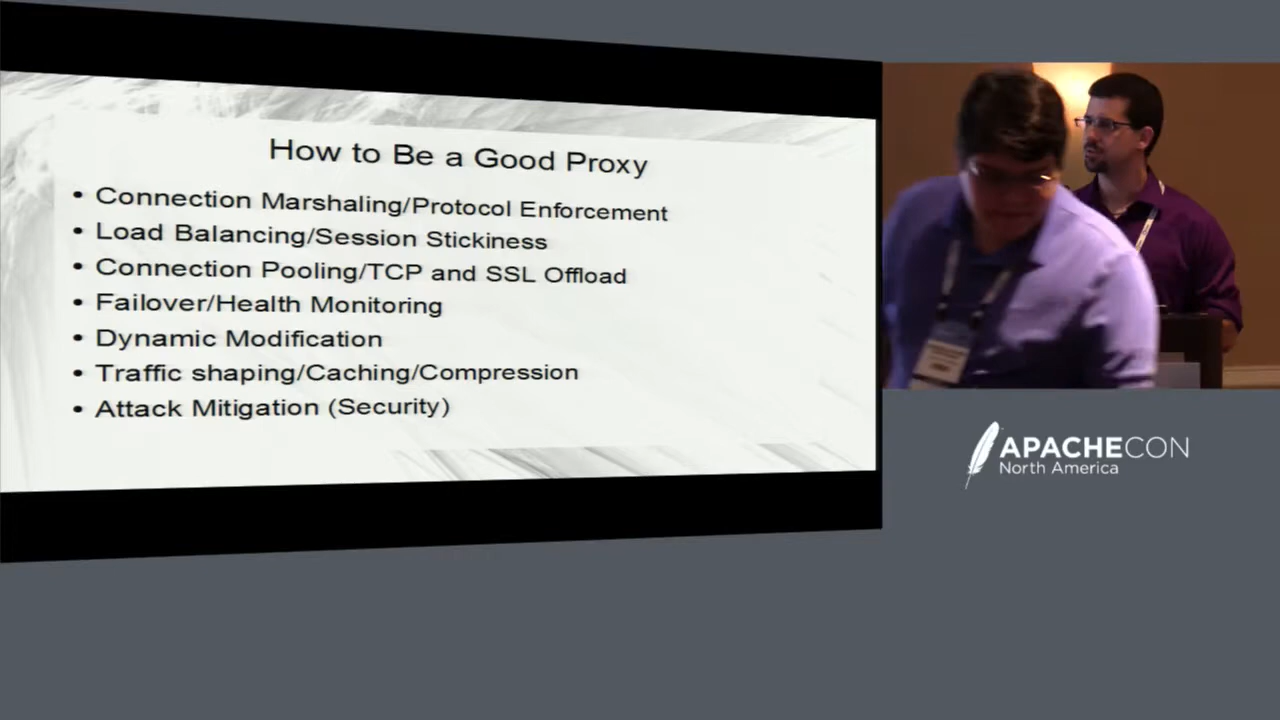 How to Be a Good Proxy
• Connection Marshaling/Protocol Enforcement
• Load Balancing/Session Stickiness
• Connection Pooling/TCP and SSL Offload
• Failover/Health Monitoring
• Dynamic Modification
• Traffic shaping/Caching/Compression
• Attack Mitigation (Security)
APACHECON
North America